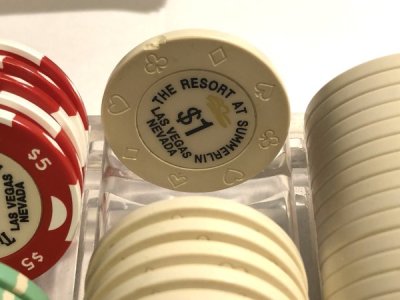 THE RESORT AT SUMMERLIN
$1
LAS VEGAS
NEVADA
$5
LAS VEGAS
NEVADA
$5